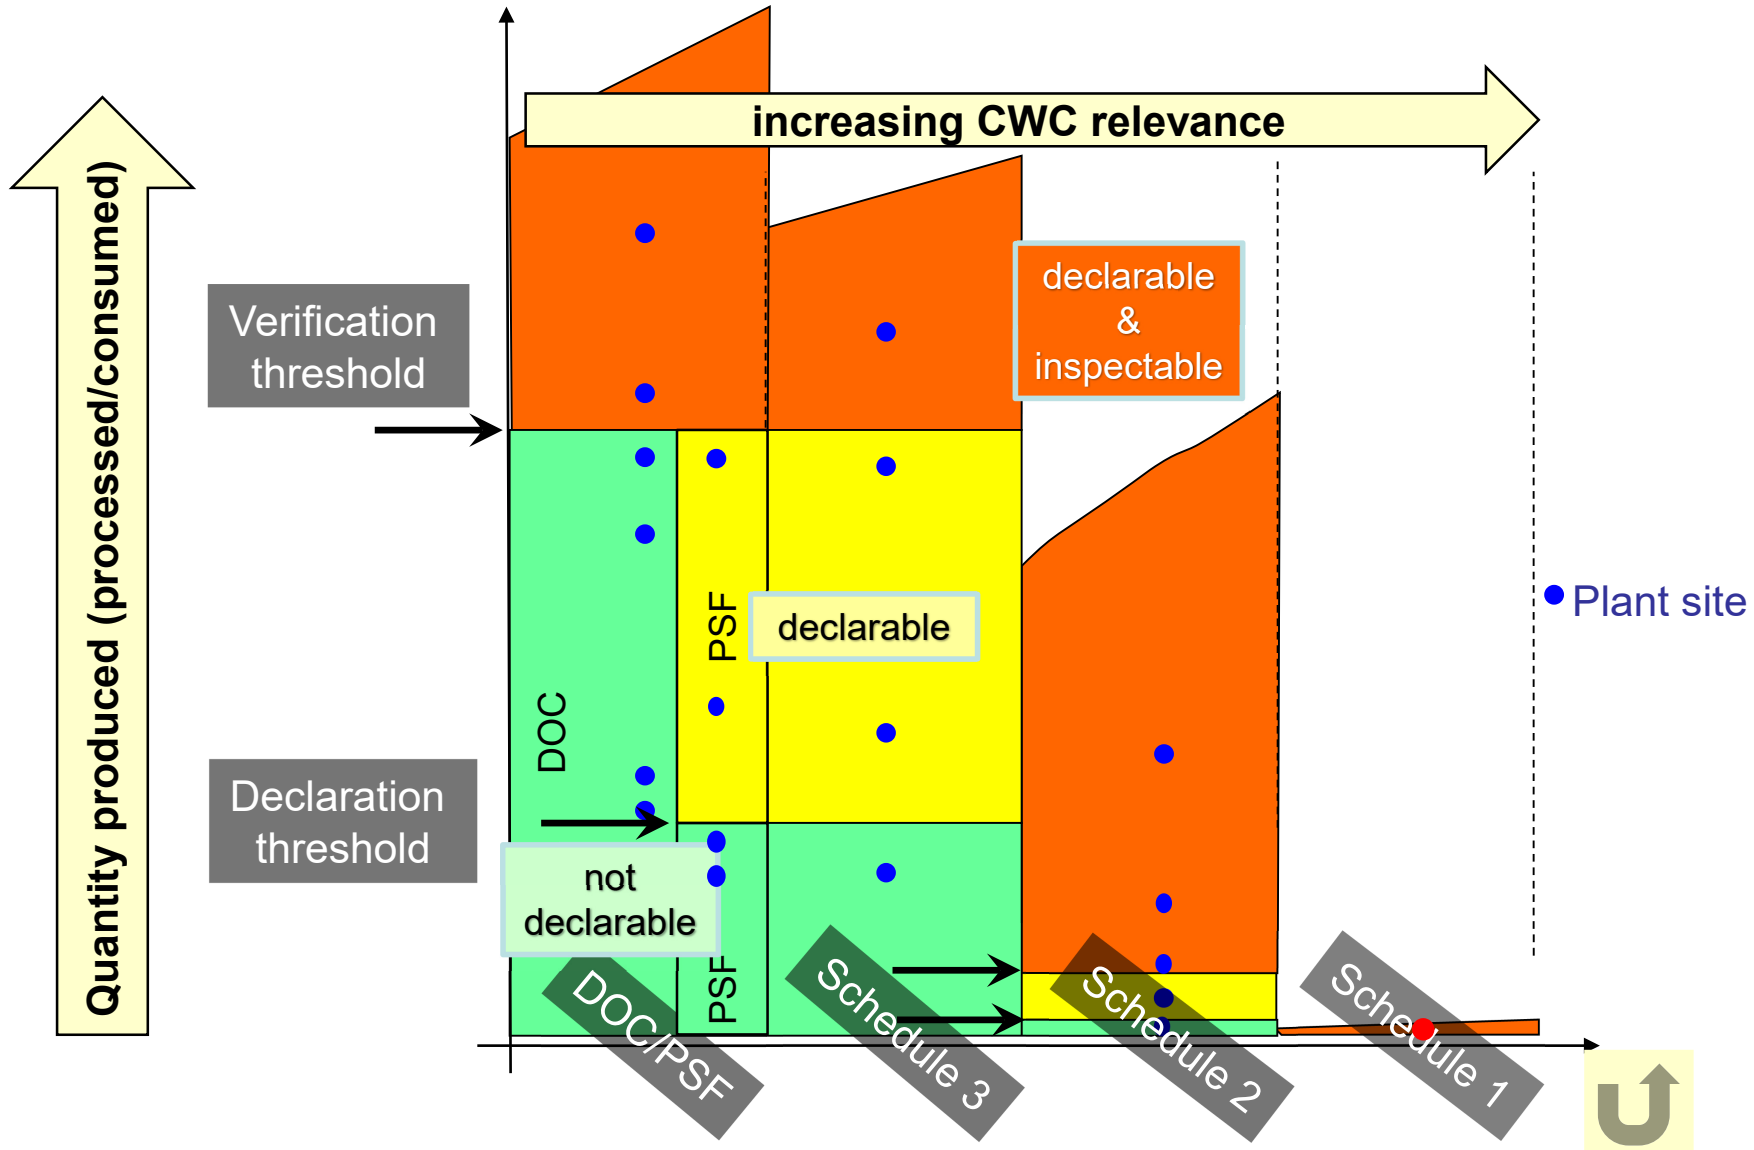 increasing CWC relevance
Quantity produced (processed/consumed)
Verification
threshold
declarable
&
inspectable
PSF
declarable
Plant site
DOC
Declaration
threshold
not
declarable
PSF
DOC/PSF
Schedule 3
Schedule 2
Schedule 1